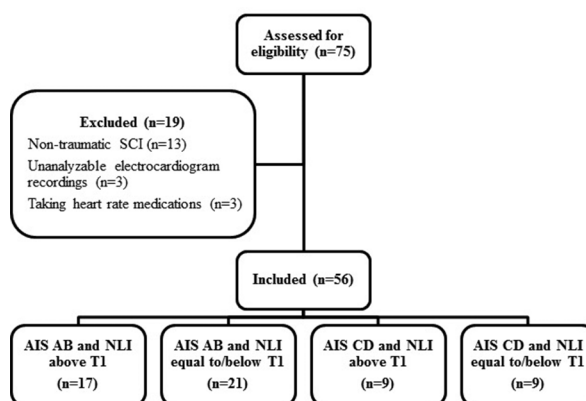 Assessed for
eligibility (n=75)
Excluded (n=19)
Non-traumatic SCI (n=13)
Unanalyzable electrocardiogram
recordings (n=3)
Taking heart rate medications (n=3)
Included (n=56)
AIS AB and NLI
above T1
(n=17)
AIS AB and NLI
equal to/below T1
(n=21)
AIS CD and NLI
above T1
(n=9)
AIS CD and NLI
equal to/below T1
(n=9)